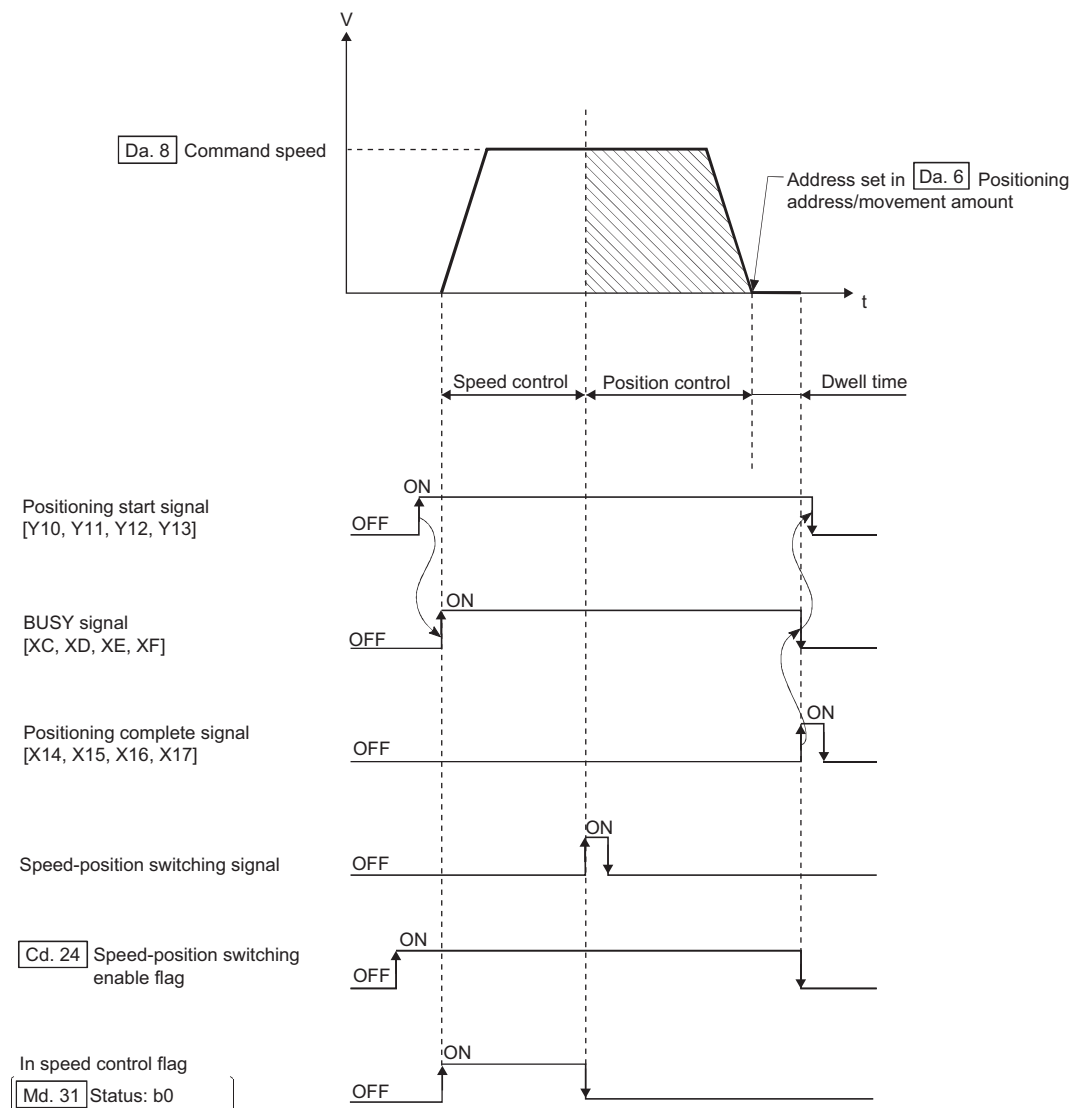 V
Da. 8 Command speed
Address set in Da. 6 Positioning
address/movement amount
t
Speed control
Position control
Dwell time
Positioning start signal
[Y10, Y11, Y12, Y13]
ON
OFF
BUSY signal
[XC, XD, XE, XF]
ON
OFF
Positioning complete signal
[X14, X15, X16, X17]
ON
OFF
Speed-position switching signal
ON
OFF
Cd. 24 Speed-position switching
enable flag
ON
OFF
In speed control flag
Md. 31 Status: b0
ON
OFF